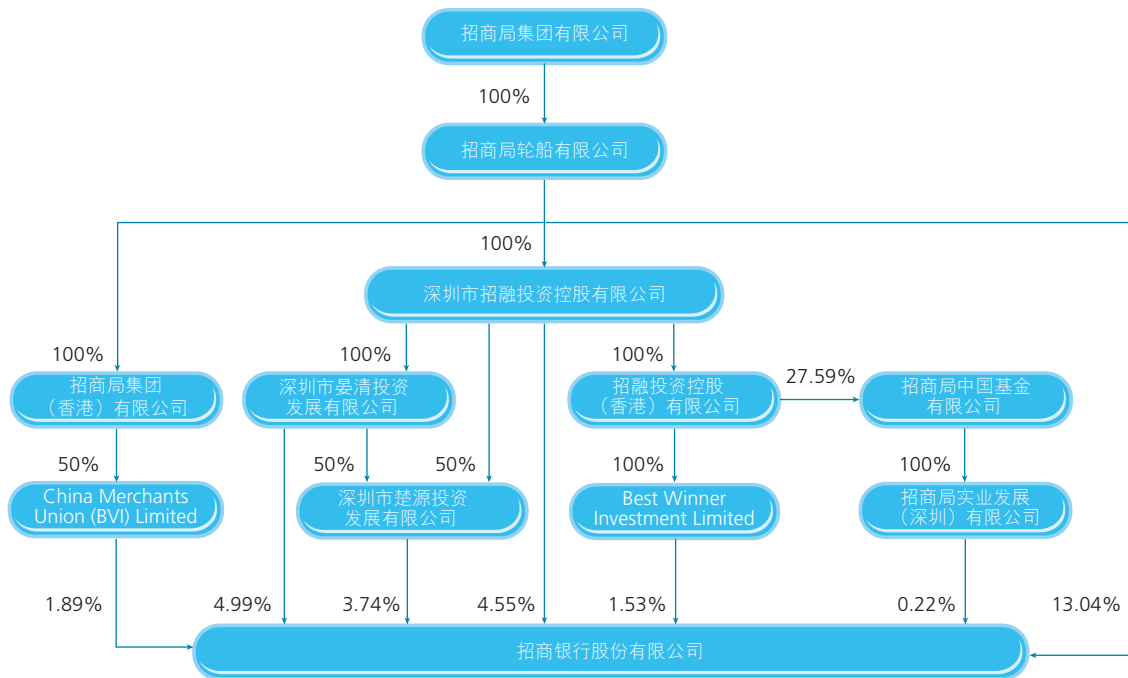 招商局集团有限公司
100%
招商局轮船有限公司
100%
深圳市招融投资控股有限公司
100%
100%
100%
招商局集团
（香港）有限公司
深圳市晏清投资
发展有限公司
招融投资控股
（香港）有限公司
27.59%
招商局中国基金
有限公司
50%
50%
50%
100%
100%
China Merchants
Union (BVI) Limited
深圳市楚源投资
发展有限公司
Best Winner
Investment Limited
招商局实业发展
（深圳）有限公司
1.89%
4.99%
3.74%
4.55%
1.53%
0.22%
13.04%
招商银行股份有限公司